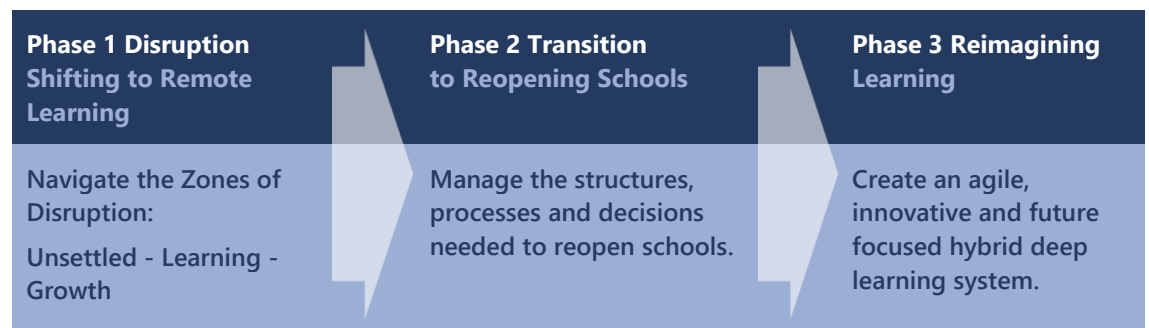 Phase 1 Disruption
Shifting to Remote
Learning
Navigate the Zones of
Disruption:
Unsettled - Learning -
Growth
Phase 2 Transition
to Reopening Schools
Manage the structures,
processes and decisions
needed to reopen schools.
Phase 3 Reimagining
Learning
Create an agile,
innovative and future
focused hybrid deep
learning system.